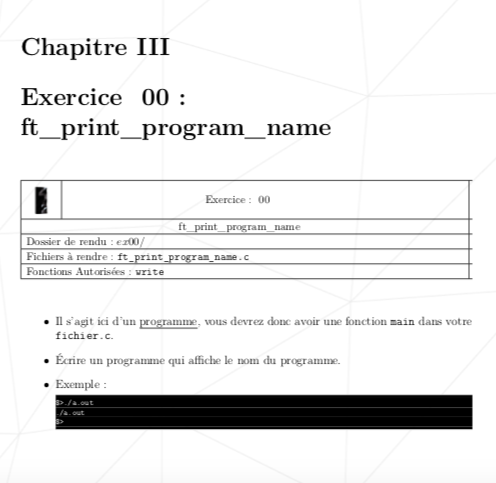 Chapitre III
Exercice 00 :
ft_print_program_name
Exercice : 00
ft_print_program_name
Dossier de rendu : ex00/
Fichiers à rendre : ft_print_program_name.c
Fonctions Autorisées : write
• Il s'agit ici d'un programme, vous devrez donc avoir une fonction main dans votre
fichier.c.
• Écrire un programme qui affiche le nom du programme.
• Exemple :
$>./a.out
./a.out
$>